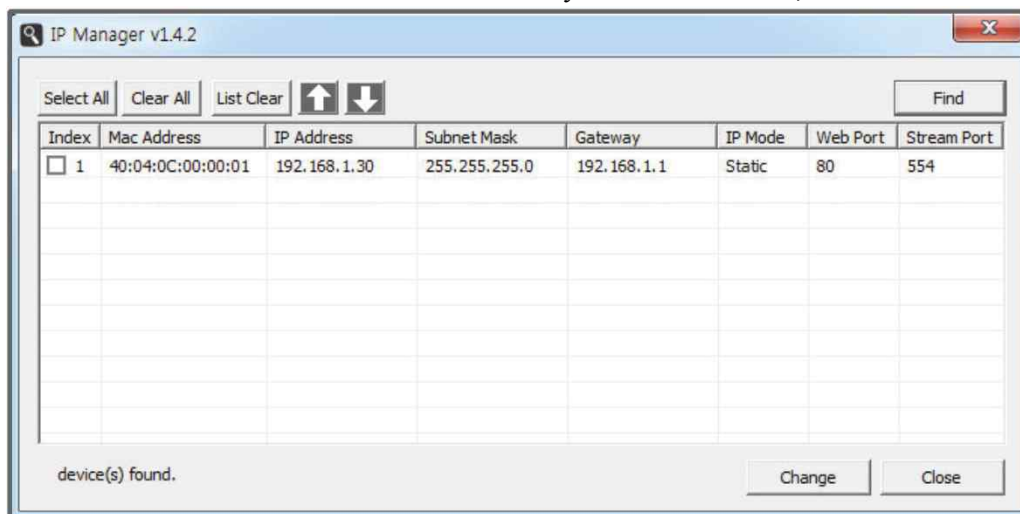 IP Manager v1.4.2
Select All Clear All List Clear Find
Index Mac Address IP Address Subnet Mask Gateway IP Mode Web Port Stream Port
1 40:04:0C:00:00:01 192.168.1.30 255.255.255.0 192.168.1.1 Static 80 554
device(s) found. Change Close